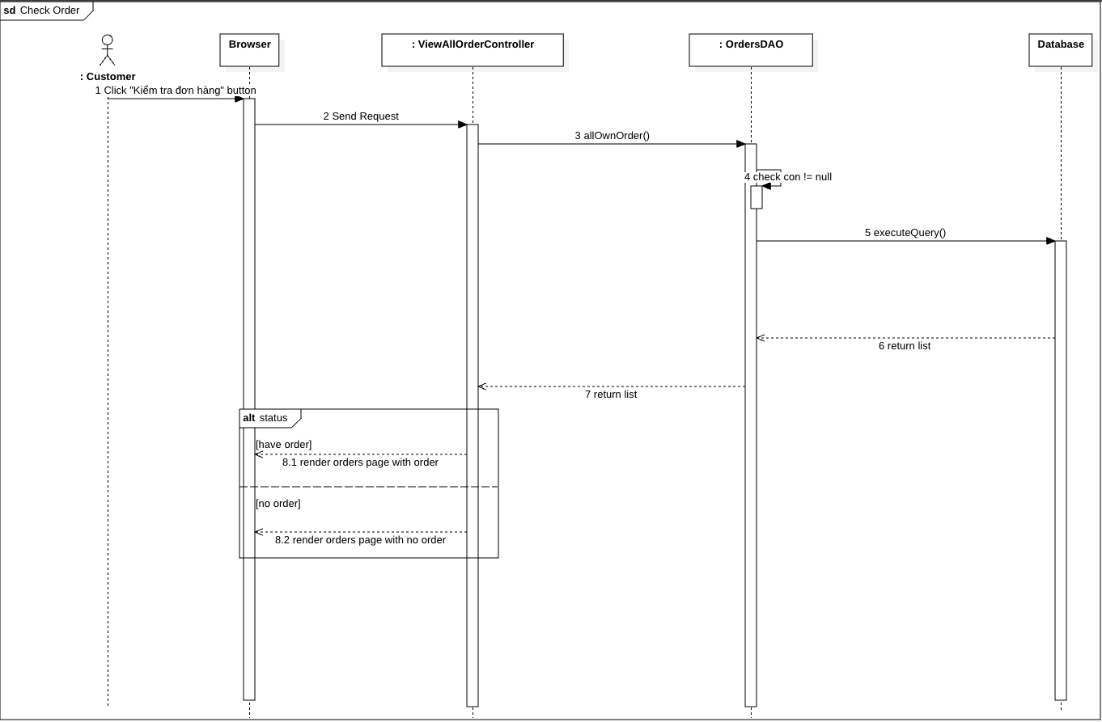 sd Check Order
Browser
: ViewAllOrderController
: OrdersDAO
Database
: Customer
1 Click "Kiểm tra đơn hàng" button
2 Send Request
3 allOwnOrder()
4 check con != null
5 executeQuery()
6 return list
7 return list
alt status
[have order]
8.1 render orders page with order
[no order]
8.2 render orders page with no order